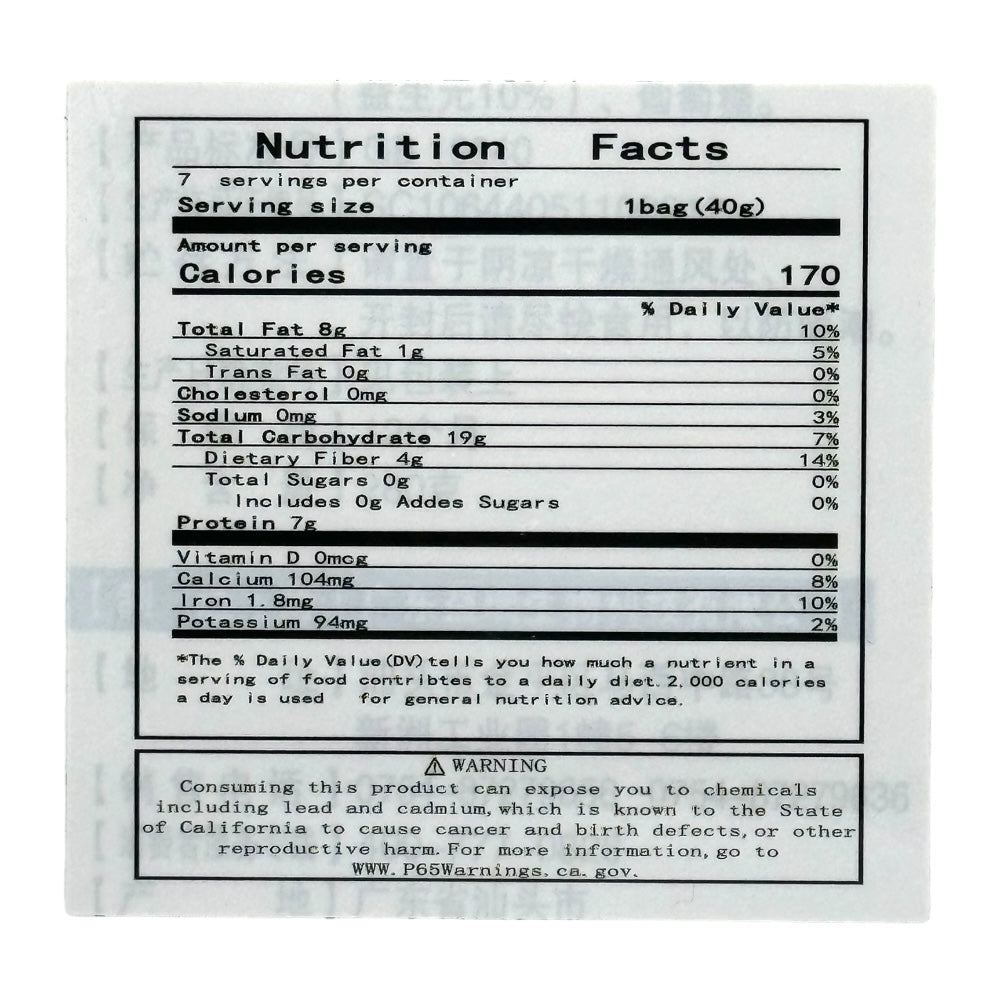 Nutrition Facts
7 servings per container
Serving size 1bag(40g)
Amount per serving
Calories 170
% Daily Value*
Total Fat 8g 10%
Saturated Fat 1g 5%
Trans Fat 0g 0%
Cholesterol 0mg 0%
Sodlum 0mg 3%
Total Carbohydrate 19g 7%
Dietary Fiber 4g 14%
Total Sugars 0g 0%
Includes 0g Addes Sugars 0%
Protein 7g
Vitamin D 0mcg 0%
Calcium 104mg 8%
Iron 1.8mg 10%
Potassium 94mg 2%
*The % Daily Value(DV)tells you how much a nutrient in a
serving of food contribtes to a daily diet.2,000 calories
a day is used for general nutrition advice.
⚠ WARNING
Consuming this product can expose you to chemicals
including lead and cadmium,which is known to the State
of California to cause cancer and birth defects,or other
reproductive harm.For more information,go to
WWW.P65Warnings.ca.gov.